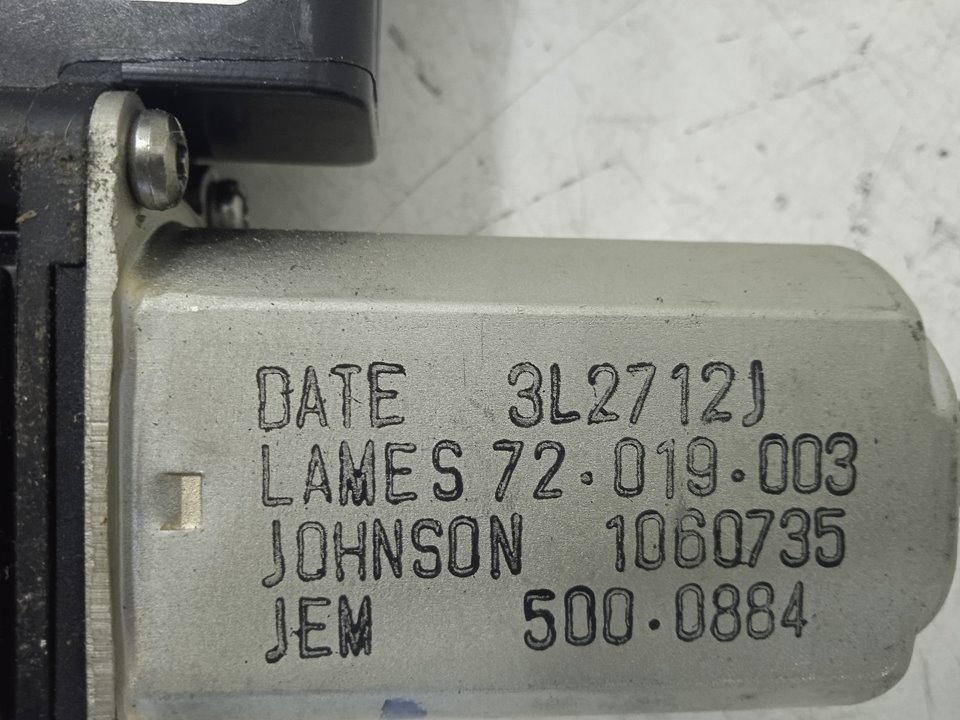 DATE 3L2712J
LAMES 72.019.003
JOHNSON 1060735
JEM 500.0884